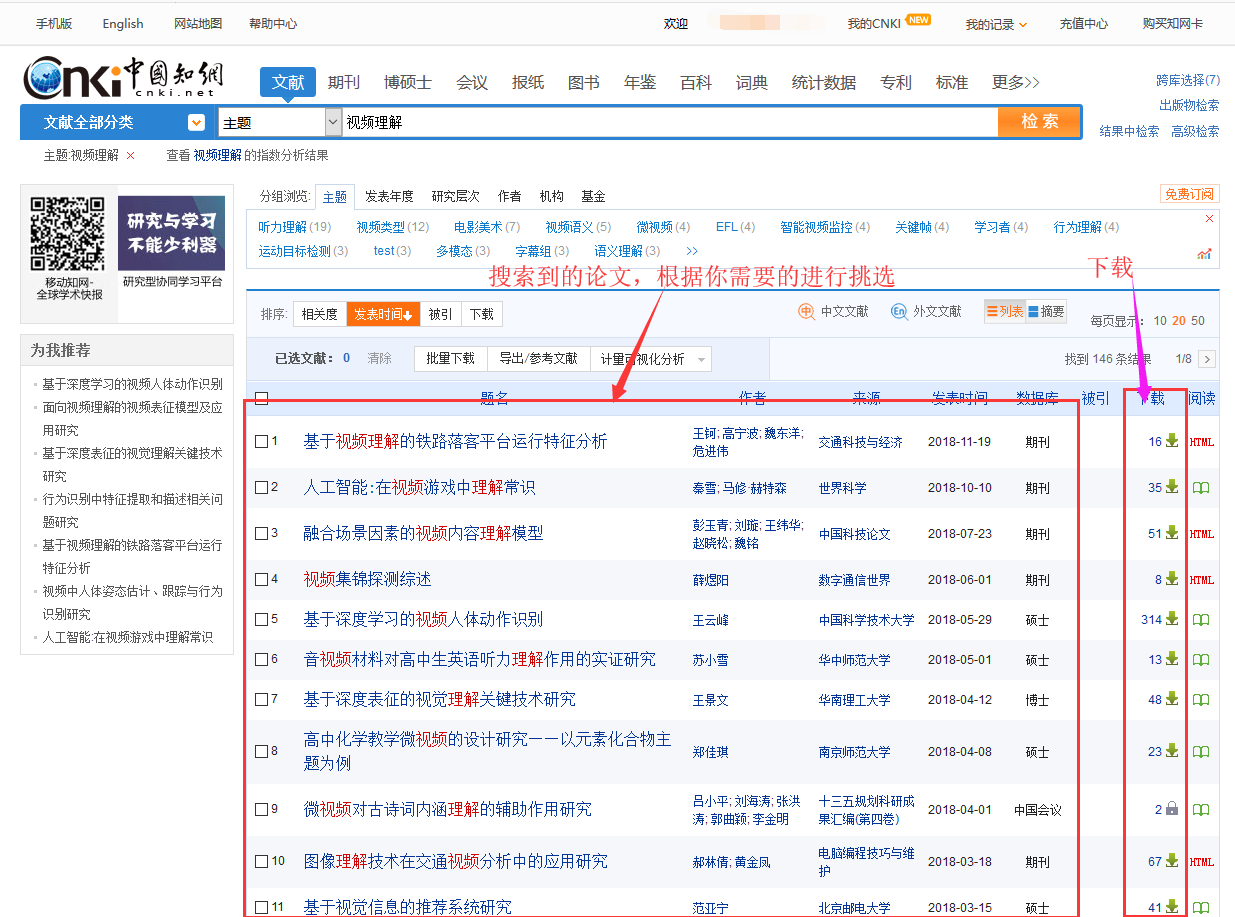 手机版 English 网站地图 帮助中心 欢迎 我的CNKI NEW 我的记录 充值中心 购买知网卡
Cnki 中国知网
cnki.net
文献 期刊 博硕士 会议 报纸 图书 年鉴 百科 词典 统计数据 专利 标准 更多>> 跨库选择(7)
出版物检索
文献全部分类 主题 视频理解 检索
结果中检索 高级检索
主题:视频理解 × 查看 视频理解 的指数分析结果
研究与学习
不能少利器
移动知网-
全球学术快报
研究型协同学习平台
分组浏览: 主题 发表年度 研究层次 作者 机构 基金 免费订阅
听力理解(19) 视频类型(12) 电影美术(7) 视频语义(5) 微视频(4) EFL(4) 智能视频监控(4) 关键帧(4) 学习者(4) 行为理解(4) ×
运动目标检测(3) test(3) 多模态(3) 字幕组(3) 语义理解(3) >>
搜索到的论文，根据你需要的进行挑选
下载
排序: 相关度 发表时间 被引 下载 中 中文文献 En 外文文献 列表 摘要 每页显示: 10 20 50
已选文献: 0 清除 批量下载 导出/参考文献 计量可视化分析 找到 146 条结果 1/8 >
题名 作者 来源 发表时间 数据库 被引 下载 阅读
1 基于视频理解的铁路落客平台运行特征分析 王钶;高宁波;魏东洋;
危进伟 交通科技与经济 2018-11-19 期刊 16 HTML
2 人工智能:在视频游戏中理解常识 秦雪;马修·赫特森 世界科学 2018-10-10 期刊 35
3 融合场景因素的视频内容理解模型 彭玉青;刘璇;王纬华;
赵晓松;魏铭 中国科技论文 2018-07-23 期刊 51 HTML
4 视频集锦探测综述 薛煜阳 数字通信世界 2018-06-01 期刊 8 HTML
5 基于深度学习的视频人体动作识别 王云峰 中国科学技术大学 2018-05-29 硕士 314
6 音视频材料对高中生英语听力理解作用的实证研究 苏小雪 华中师范大学 2018-05-01 硕士 13
7 基于深度表征的视觉理解关键技术研究 王景文 华南理工大学 2018-04-12 博士 48
8 高中化学教学微视频的设计研究——以元素化合物主
题为例 郑佳琪 南京师范大学 2018-04-08 硕士 23
9 微视频对古诗词内涵理解的辅助作用研究 吕小平;刘海涛;张洪
涛;郭曲颖;李金明 十三五规划科研成
果汇编(第四卷) 2018-04-01 中国会议 2
10 图像理解技术在交通视频分析中的应用研究 郝林倩;黄金凤 电脑编程技巧与维
护 2018-03-18 期刊 67 HTML
11 基于视觉信息的推荐系统研究 范亚宁 北京邮电大学 2018-03-15 硕士 41
为我推荐
基于深度学习的视频人体动作识别
面向视频理解的视频表征模型及应
用研究
基于深度表征的视觉理解关键技术
研究
行为识别中特征提取和描述相关问
题研究
基于视频理解的铁路落客平台运行
特征分析
视频中人体姿态估计、跟踪与行为
识别研究
人工智能:在视频游戏中理解常识